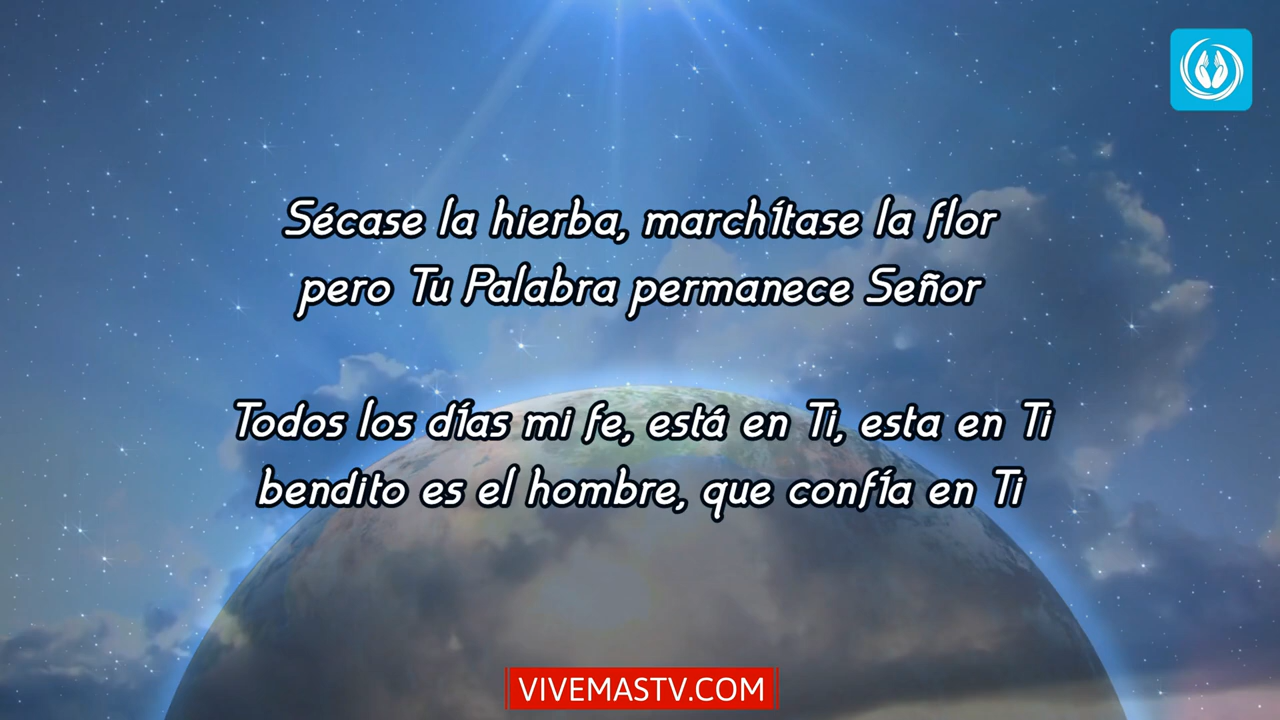 Sécase la hierba, marchítase la flor
pero Tu Palabra permanece Señor
Todos los días mi fe, está en Ti, esta en Ti
bendito es el hombre, que confía en Ti
VIVEMASTV.COM